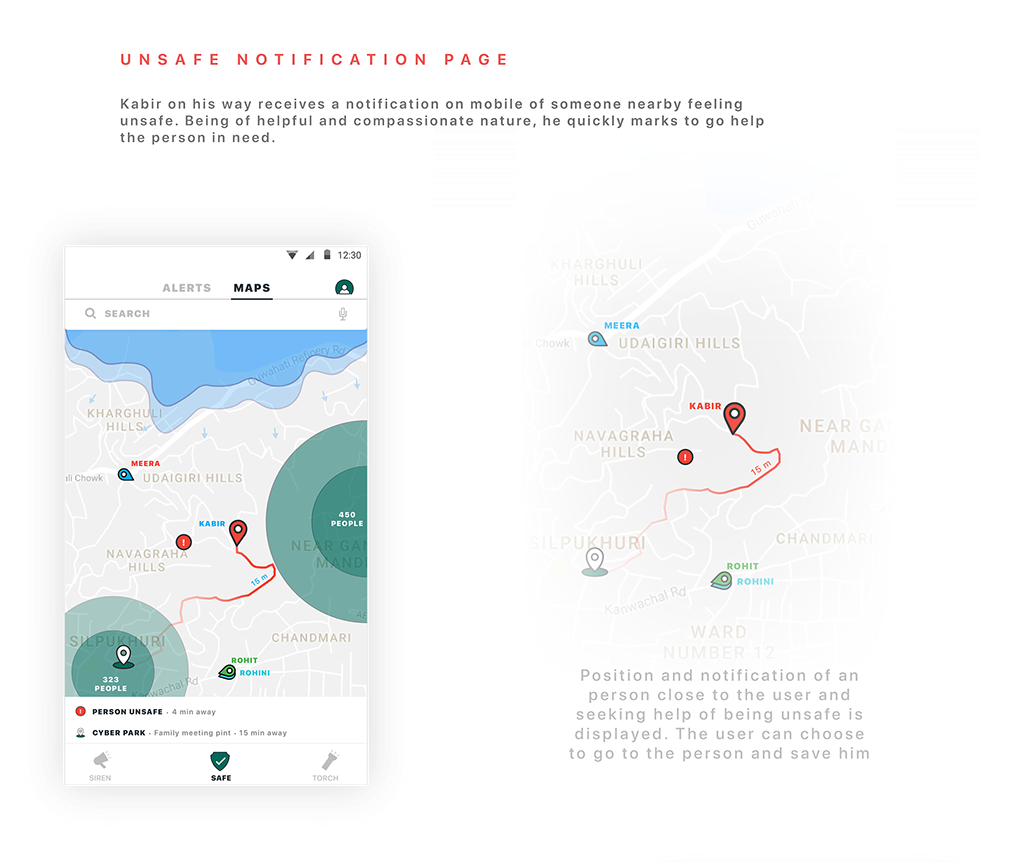 UNSAFE NOTIFICATION PAGE
Kabir on his way receives a notification on mobile of someone nearby feeling
unsafe. Being of helpful and compassionate nature, he quickly marks to go help
the person in need.
12:30
ALERTS MAPS
SEARCH
Guwahati Refinery Rd
KHARGHULI
HILLS
MEERA
ali Chowk
UDAIGIRI HILLS
450
PEOPLE
KABIR
!
NEAR GAN
MAND
NAVAGRAHA
HILLS
15 m
SILPUKHURI
CHANDMARI
323
PEOPLE
ROHIT
ROHINI
Kanwachal Rd
! PERSON UNSAFE - 4 min away
CYBER PARK - Family meeting pint - 15 min away
SIREN
SAFE
TORCH
Guwahati
KHARGHULI
HILLS
MEERA
Chowk
UDAIGIRI HILLS
KABIR
NEAR GAN
MAND
NAVAGRAHA
HILLS
!
15 m
SILPUKHURI
CHANDMARI
ROHIT
ROHINI
Kanwachal Rd
WARD
NUMBER 12
Position and notification of an
person close to the user and
seeking help of being unsafe is
displayed. The user can choose
to go to the person and save him